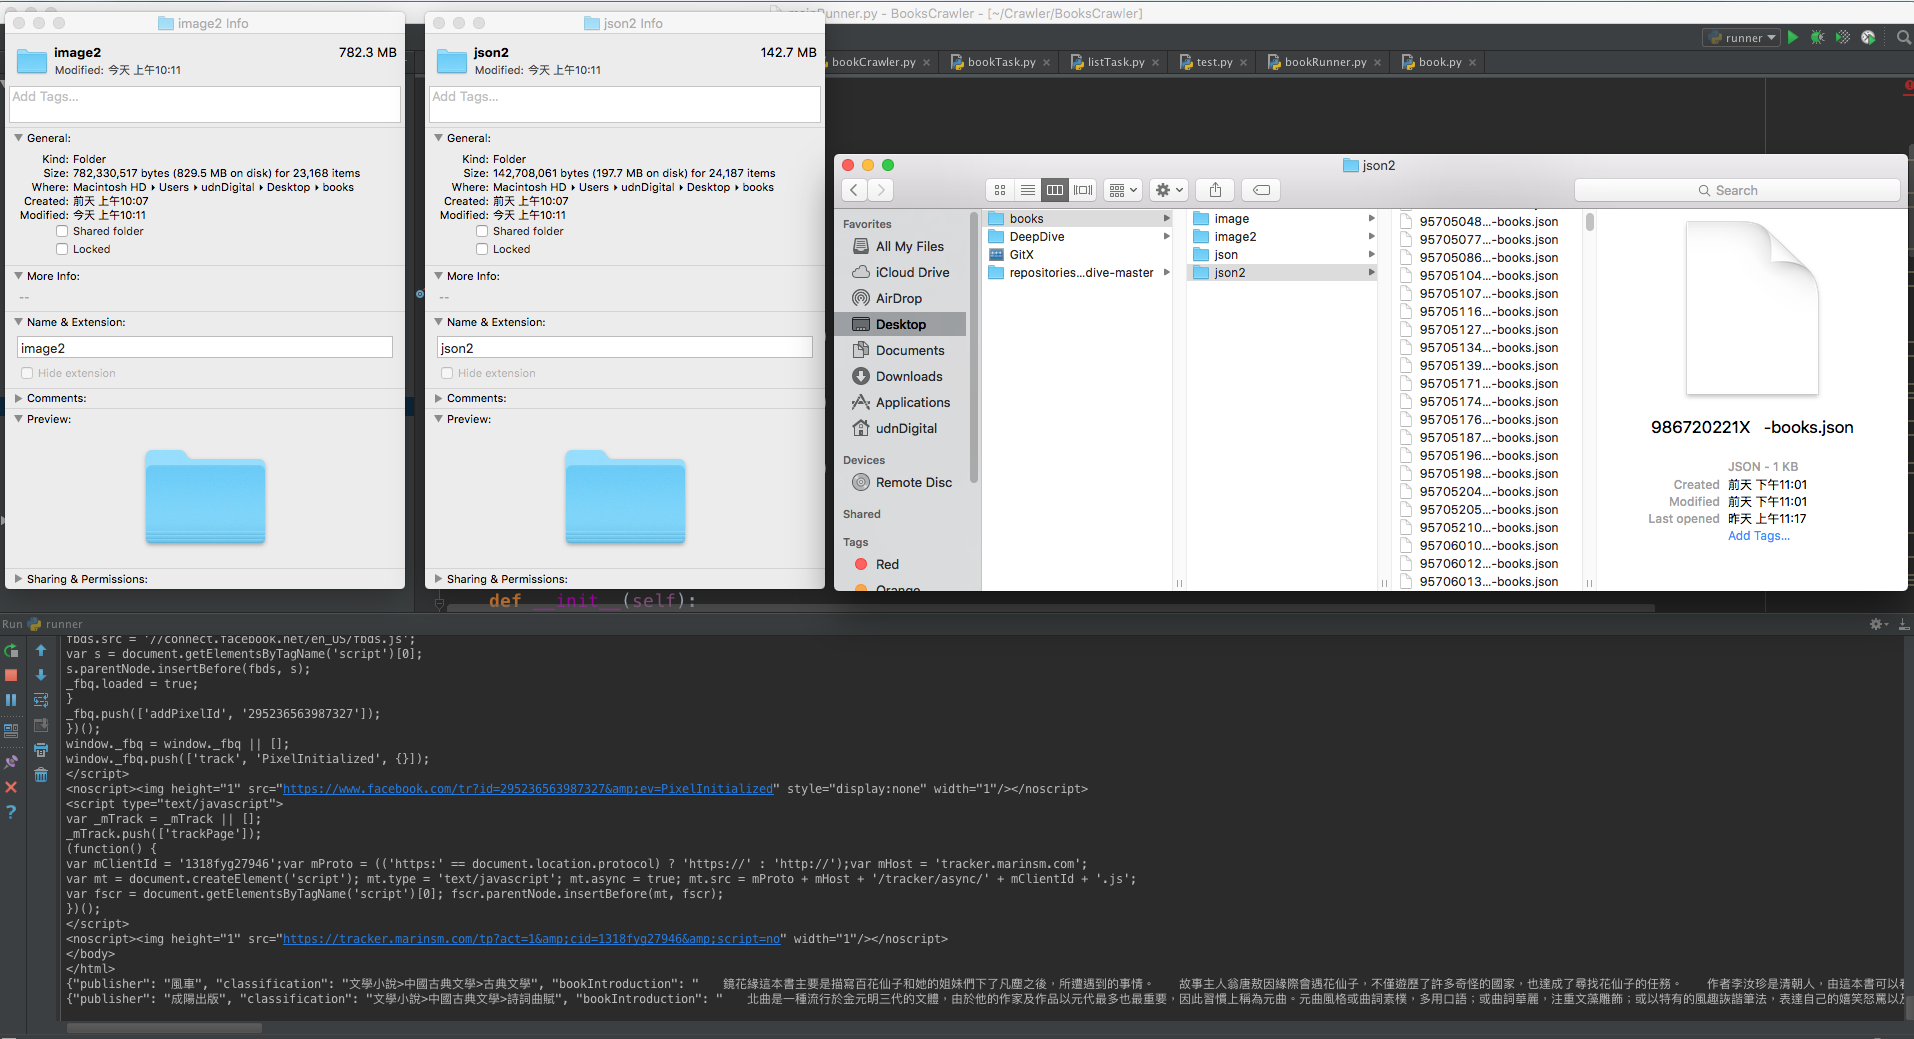 mainRunner.py - BooksCrawler - [~/Crawler/BooksCrawler]
runner
bookCrawler.py
bookTask.py
listTask.py
test.py
bookRunner.py
book.py
image2 Info
image2
782.3 MB
Modified: 今天 上午10:11
Add Tags...
General:
Kind: Folder
Size: 782,330,517 bytes (829.5 MB on disk) for 23,168 items
Where: Macintosh HD ▸ Users ▸ udnDigital ▸ Desktop ▸ books
Created: 前天 上午10:07
Modified: 今天 上午10:11
Shared folder
Locked
More Info:
--
Name & Extension:
image2
Hide extension
Comments:
Preview:
Sharing & Permissions:
json2 Info
json2
142.7 MB
Modified: 今天 上午10:11
Add Tags...
General:
Kind: Folder
Size: 142,708,061 bytes (197.7 MB on disk) for 24,187 items
Where: Macintosh HD ▸ Users ▸ udnDigital ▸ Desktop ▸ books
Created: 前天 上午10:07
Modified: 今天 上午10:11
Shared folder
Locked
More Info:
--
Name & Extension:
json2
Hide extension
Comments:
Preview:
Sharing & Permissions:
json2
Search
Favorites
All My Files
iCloud Drive
AirDrop
Desktop
Documents
Downloads
Applications
udnDigital
Devices
Remote Disc
Shared
Tags
Red
Orange
books
DeepDive
GitX
repositories...dive-master
image
image2
json
json2
95705048...-books.json
95705077...-books.json
95705086...-books.json
95705104...-books.json
95705107...-books.json
95705116...-books.json
95705127...-books.json
95705134...-books.json
95705139...-books.json
95705171...-books.json
95705174...-books.json
95705176...-books.json
95705187...-books.json
95705196...-books.json
95705198...-books.json
95705204...-books.json
95705205...-books.json
95705210...-books.json
95706010...-books.json
95706012...-books.json
95706013...-books.json
986720221X   -books.json
JSON - 1 KB
Created 前天 下午11:01
Modified 前天 下午11:01
Last opened 昨天 上午11:17
Add Tags...
def __init__(self):
Run runner
fbds.src = '//connect.facebook.net/en_US/fbds.js';
var s = document.getElementsByTagName('script')[0];
s.parentNode.insertBefore(fbds, s);
_fbq.loaded = true;
}
_fbq.push(['addPixelId', '295236563987327']);
})();
window._fbq = window._fbq || [];
window._fbq.push(['track', 'PixelInitialized', {}]);
</script>
<noscript><img height="1" src="https://www.facebook.com/tr?id=295236563987327&amp;ev=PixelInitialized" style="display:none" width="1"/></noscript>
<script type="text/javascript">
var _mTrack = _mTrack || [];
_mTrack.push(['trackPage']);
(function() {
var mClientId = '1318fyg27946';var mProto = (('https:' == document.location.protocol) ? 'https://' : 'http://');var mHost = 'tracker.marinsm.com';
var mt = document.createElement('script'); mt.type = 'text/javascript'; mt.async = true; mt.src = mProto + mHost + '/tracker/async/' + mClientId + '.js';
var fscr = document.getElementsByTagName('script')[0]; fscr.parentNode.insertBefore(mt, fscr);
})();
</script>
<noscript><img height="1" src="https://tracker.marinsm.com/tp?act=1&amp;cid=1318fyg27946&amp;script=no" width="1"/></noscript>
</body>
</html>
{"publisher": "風車", "classification": "文學小說>中國古典文學>古典文學", "bookIntroduction": "　　鏡花緣這本書主要是描寫百花仙子和她的姐妹們下了凡塵之後，所遭遇到的事情。　　故事主人翁唐敖因緣際會遇花仙子，不僅遊歷了許多奇怪的國家，也達成了尋找花仙子的任務。　　作者李汝珍是清朝人，由這本書可以看
{"publisher": "成陽出版", "classification": "文學小說>中國古典文學>詩詞曲賦", "bookIntroduction": "　　北曲是一種流行於金元明三代的文體，由於他的作家及作品以元代最多也最重要，因此習慣上稱為元曲。元曲風格或曲詞素樸，多用口語；或曲詞華麗，注重文藻雕飾；或以特有的風趣詼諧筆法，表達自己的嬉笑怒罵以及